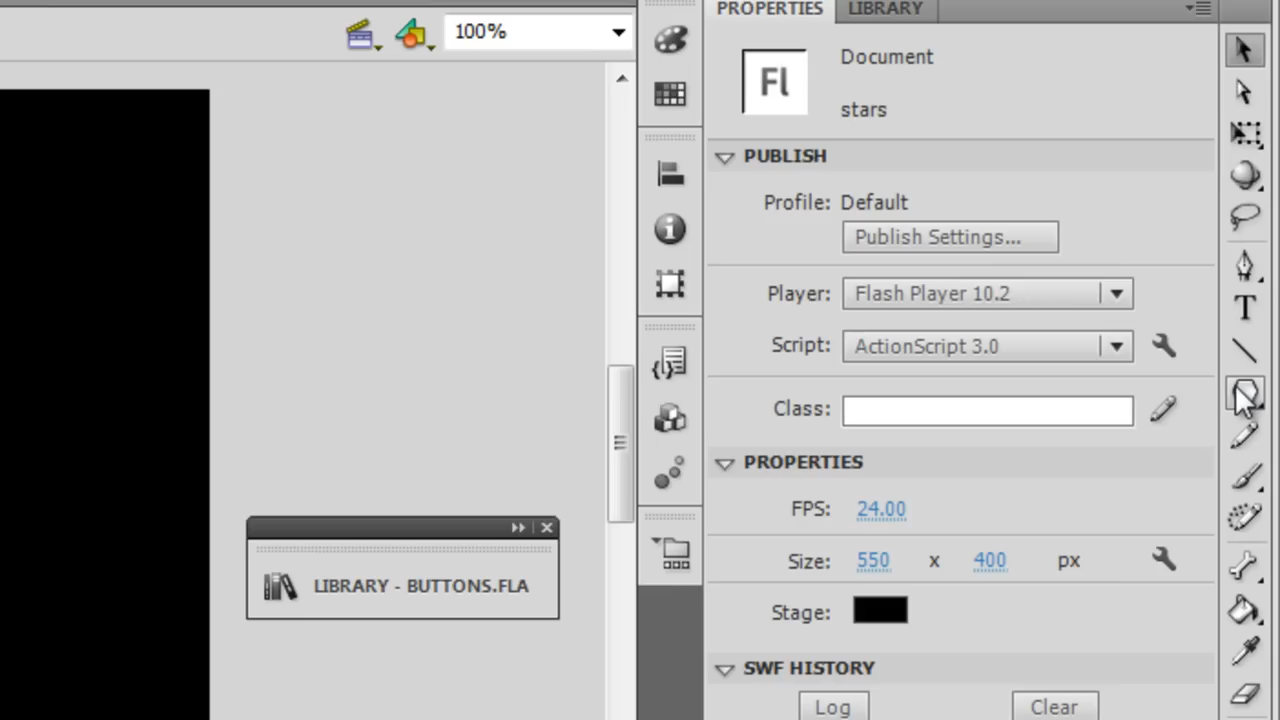 PROPERTIES LIBRARY
100%
Fl
Document
stars
PUBLISH
Profile: Default
Publish Settings...
Player: Flash Player 10.2
Script: ActionScript 3.0
Class:
PROPERTIES
FPS: 24.00
Size: 550 x 400 px
Stage:
SWF HISTORY
Log Clear
LIBRARY - BUTTONS.FLA